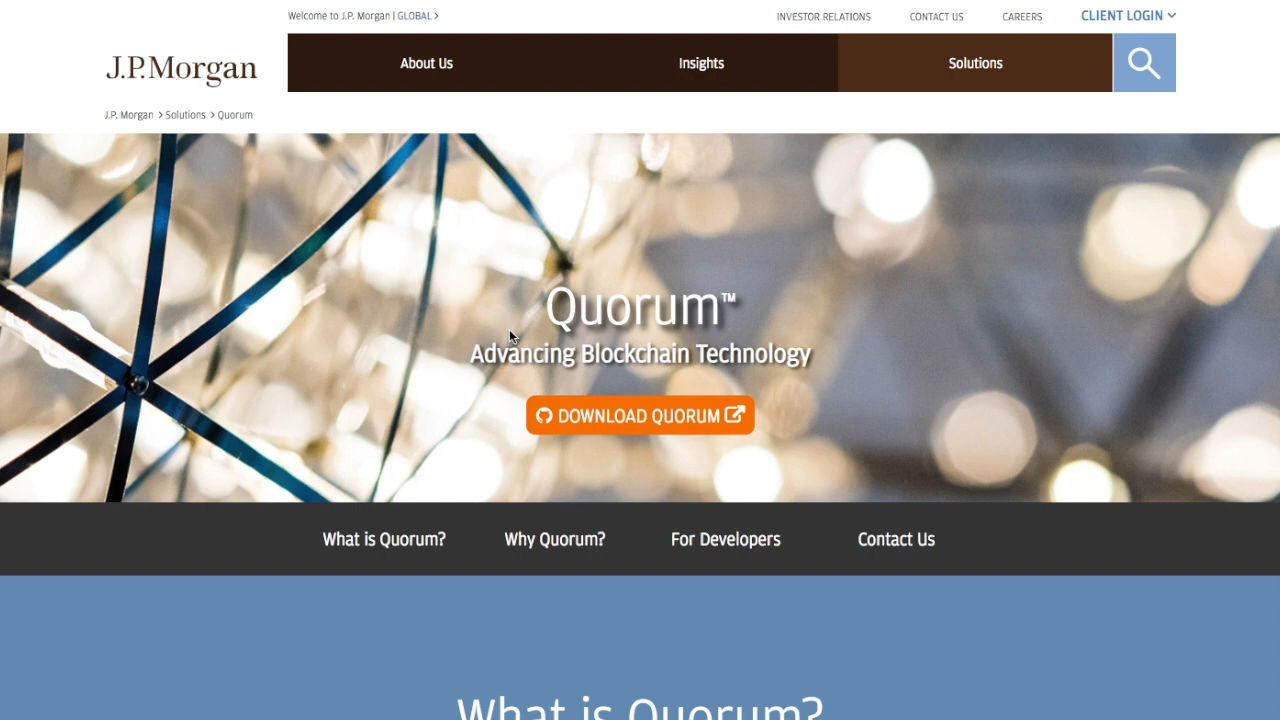 Welcome to J.P. Morgan | GLOBAL >
INVESTOR RELATIONS CONTACT US CAREERS CLIENT LOGIN
J.P.Morgan
About Us Insights Solutions
J.P. Morgan > Solutions > Quorum
Quorum™
Advancing Blockchain Technology
DOWNLOAD QUORUM
What is Quorum? Why Quorum? For Developers Contact Us
What is Quorum?